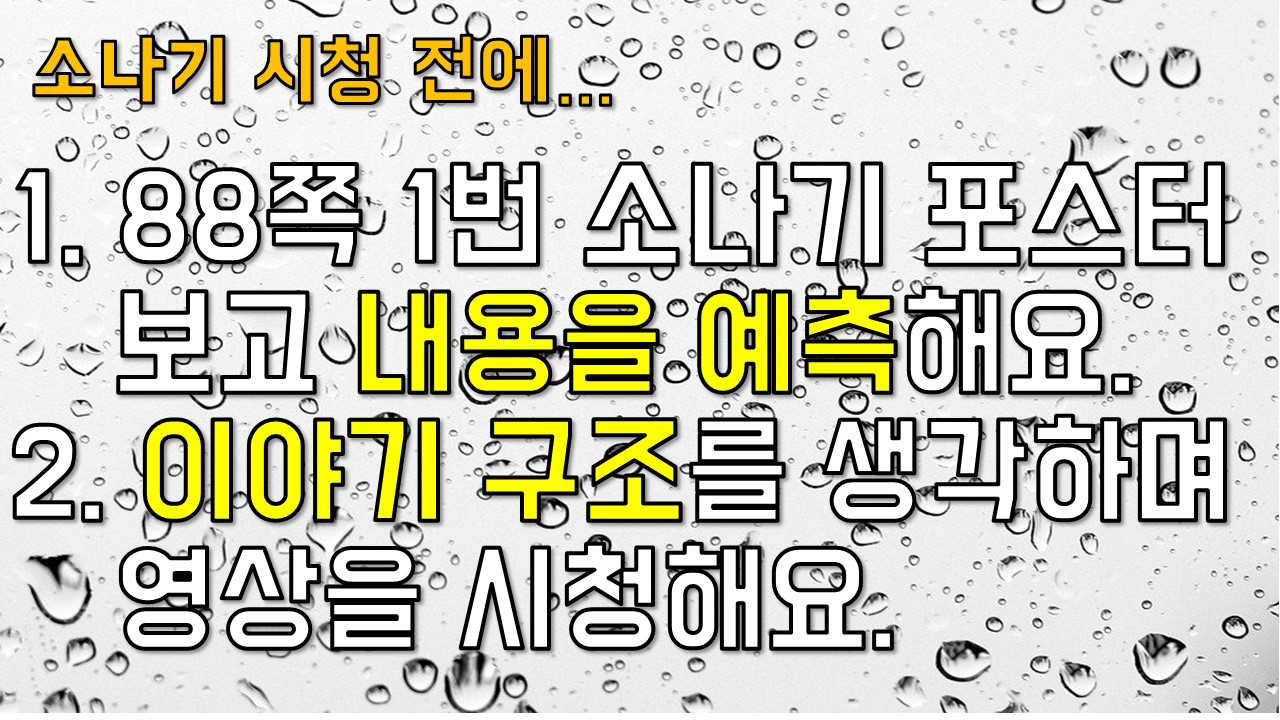 소나기 시청 전에...
1. 88쪽 1번 소나기 포스터
보고 내용을 예측해요.
2. 이야기 구조를 생각하며
영상을 시청해요.